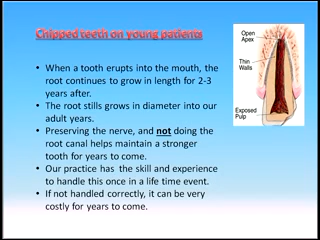 Chipped teeth on young patients
• When a tooth erupts into the mouth, the
root continues to grow in length for 2-3
years after.
• The root stills grows in diameter into our
adult years.
• Preserving the nerve, and not doing the
root canal helps maintain a stronger
tooth for years to come.
• Our practice has the skill and experience
to handle this once in a life time event.
• If not handled correctly, it can be very
costly for years to come.
Open
Apex
Thin
Walls
Exposed
Pulp